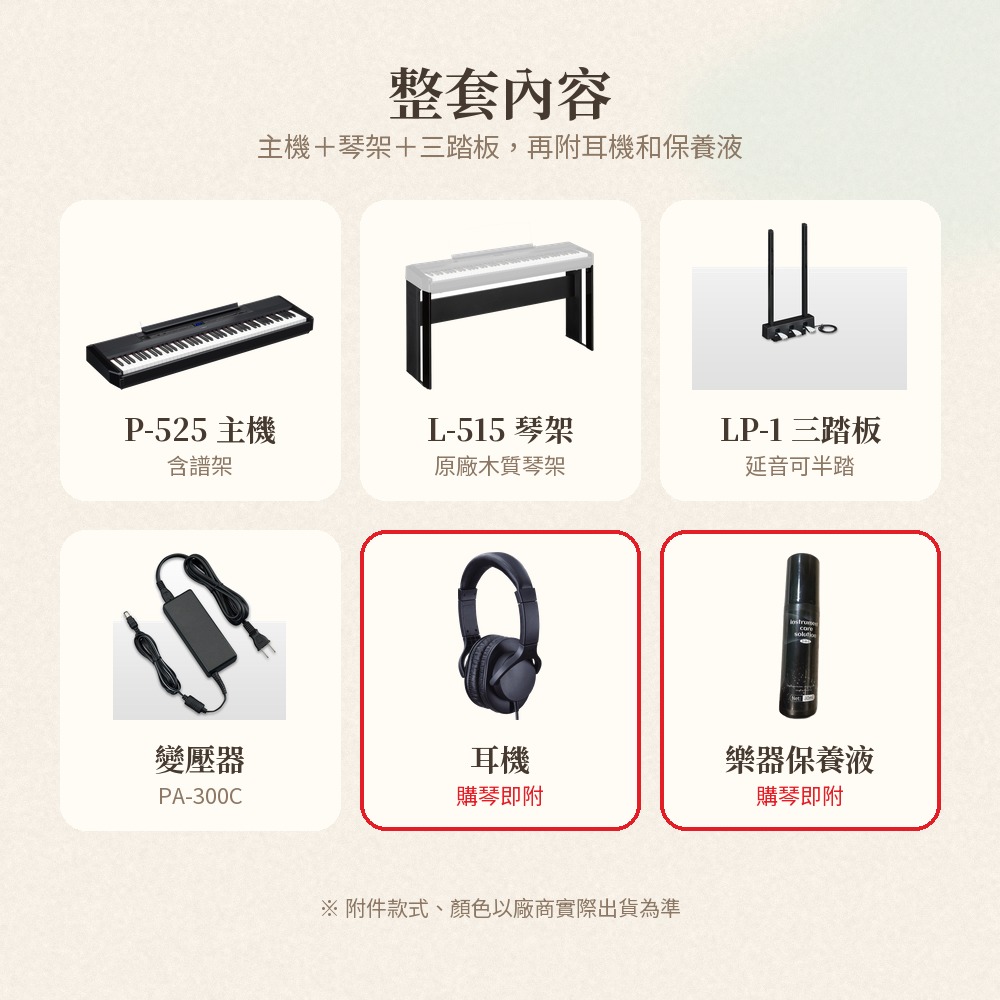 整套內容
主機＋琴架＋三踏板，再附耳機和保養液
P-525 主機
含譜架
L-515 琴架
原廠木質琴架
LP-1 三踏板
延音可半踏
instrument
care
solution
變壓器
PA-300C
耳機
購琴即附
樂器保養液
購琴即附
※ 附件款式、顏色以廠商實際出貨為準